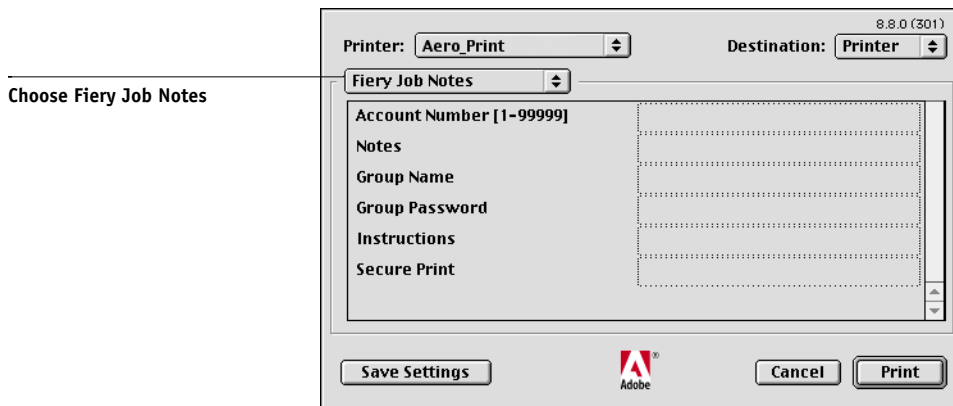 8.8.0 (301)
Printer: Aero_Print Destination: Printer
Fiery Job Notes
Choose Fiery Job Notes
Account Number [1-99999]
Notes
Group Name
Group Password
Instructions
Secure Print
Save Settings
Adobe®
Cancel
Print